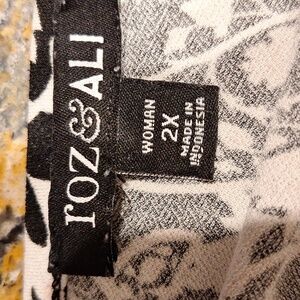 roz&ALI
WOMAN
2X
MADE IN
INDONESIA